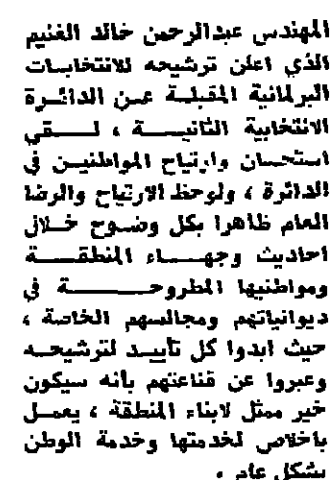 المهندس عبدالرحمن خالد الغنيم
الذي اعلن ترشيحه للانتخابات
البرلمانية المقبلة عن الدائرة
الانتخابية الثانية ، لقي
استحسان وارتياح المواطنين في
الدائرة ، ولوحظ الارتياح والرضا
العام ظاهرا بكل وضوح خلال
احاديث وجهاء المنطقة
ومواطنيها المطروحة في
ديوانياتهم ومجالسهم الخاصة ،
حيث ابدوا كل تأييد لترشيحه
وعبروا عن قناعتهم بأنه سيكون
خير ممثل لابناء المنطقة ، يعمل
باخلاص لخدمتها وخدمة الوطن
بشكل عام .